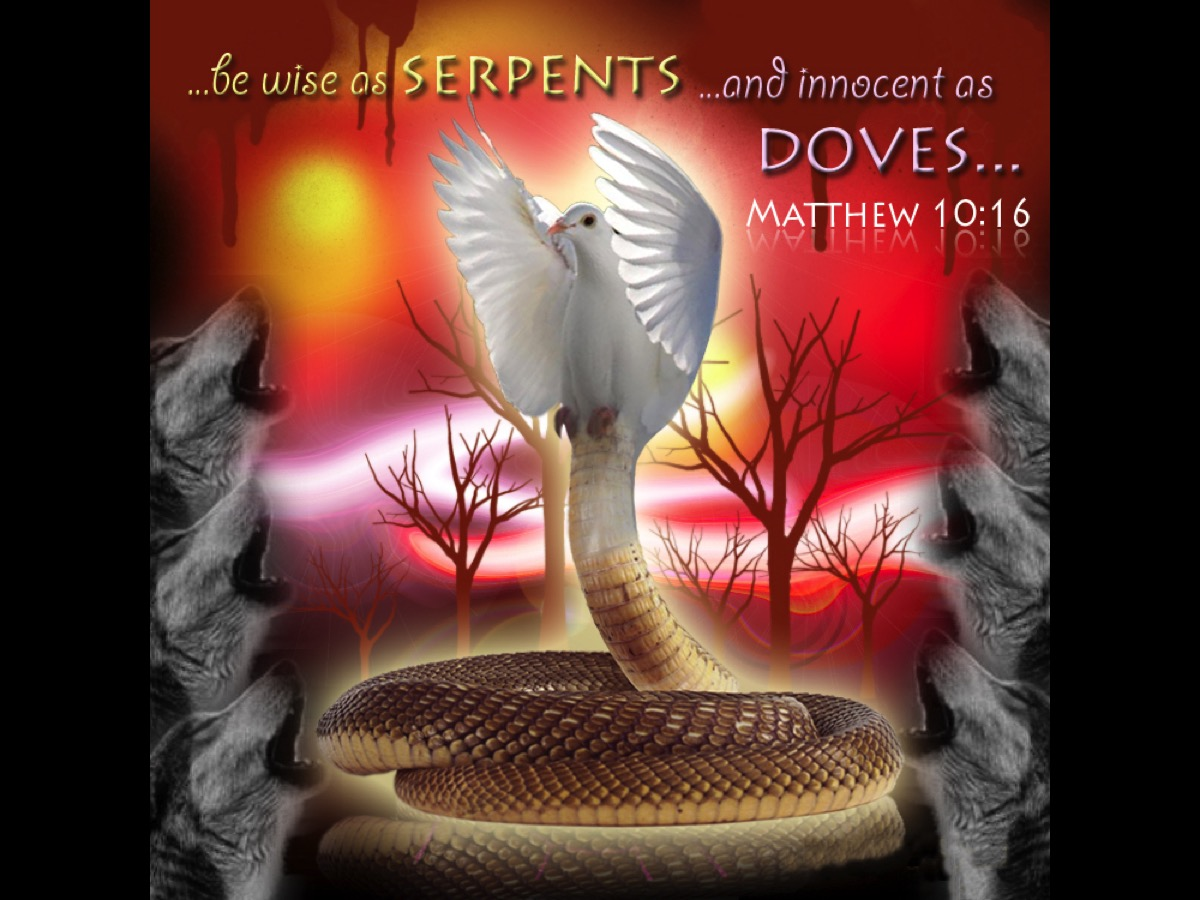 ...be wise as SERPENTS ...and innocent as
DOVES...
MATTHEW 10:16